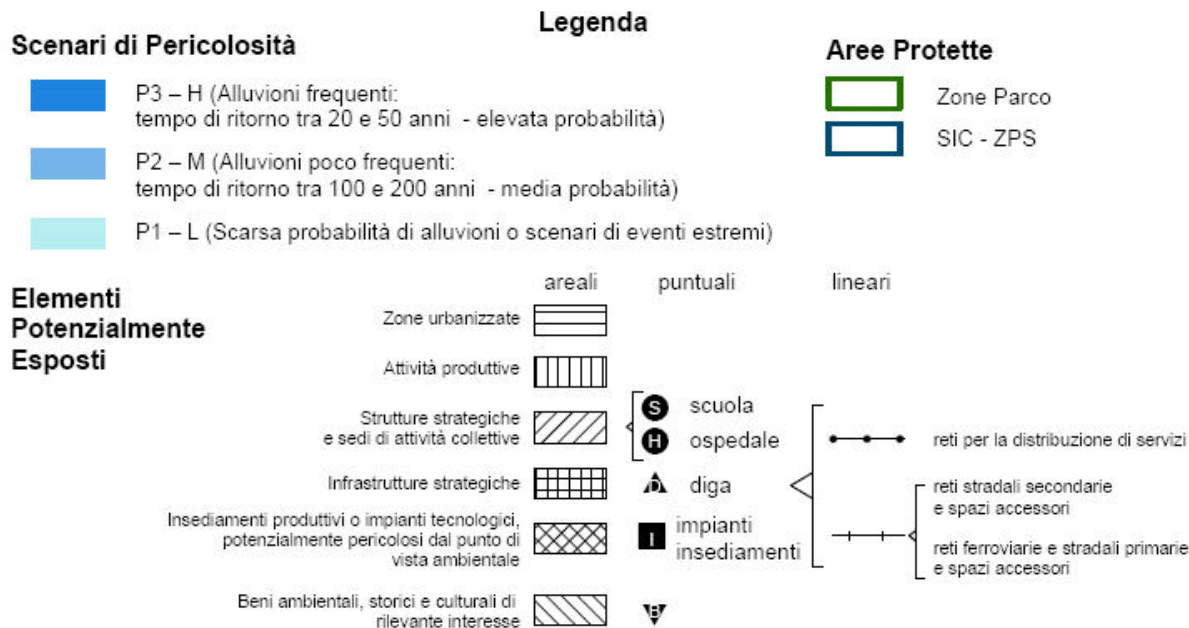 Legenda
Scenari di Pericolosità
P3 – H (Alluvioni frequenti:
tempo di ritorno tra 20 e 50 anni - elevata probabilità)
P2 – M (Alluvioni poco frequenti:
tempo di ritorno tra 100 e 200 anni - media probabilità)
P1 – L (Scarsa probabilità di alluvioni o scenari di eventi estremi)
Aree Protette
Zone Parco
SIC - ZPS
Elementi
Potenzialmente
Esposti
areali
puntuali
lineari
Zone urbanizzate
Attività produttive
Strutture strategiche
e sedi di attività collettive
S scuola
H ospedale
reti per la distribuzione di servizi
Infrastrutture strategiche
D diga
reti stradali secondarie
e spazi accessori
Insediamenti produttivi o impianti tecnologici,
potenzialmente pericolosi dal punto di
vista ambientale
I impianti
insediamenti
reti ferroviarie e stradali primarie
e spazi accessori
Beni ambientali, storici e culturali di
rilevante interesse
B